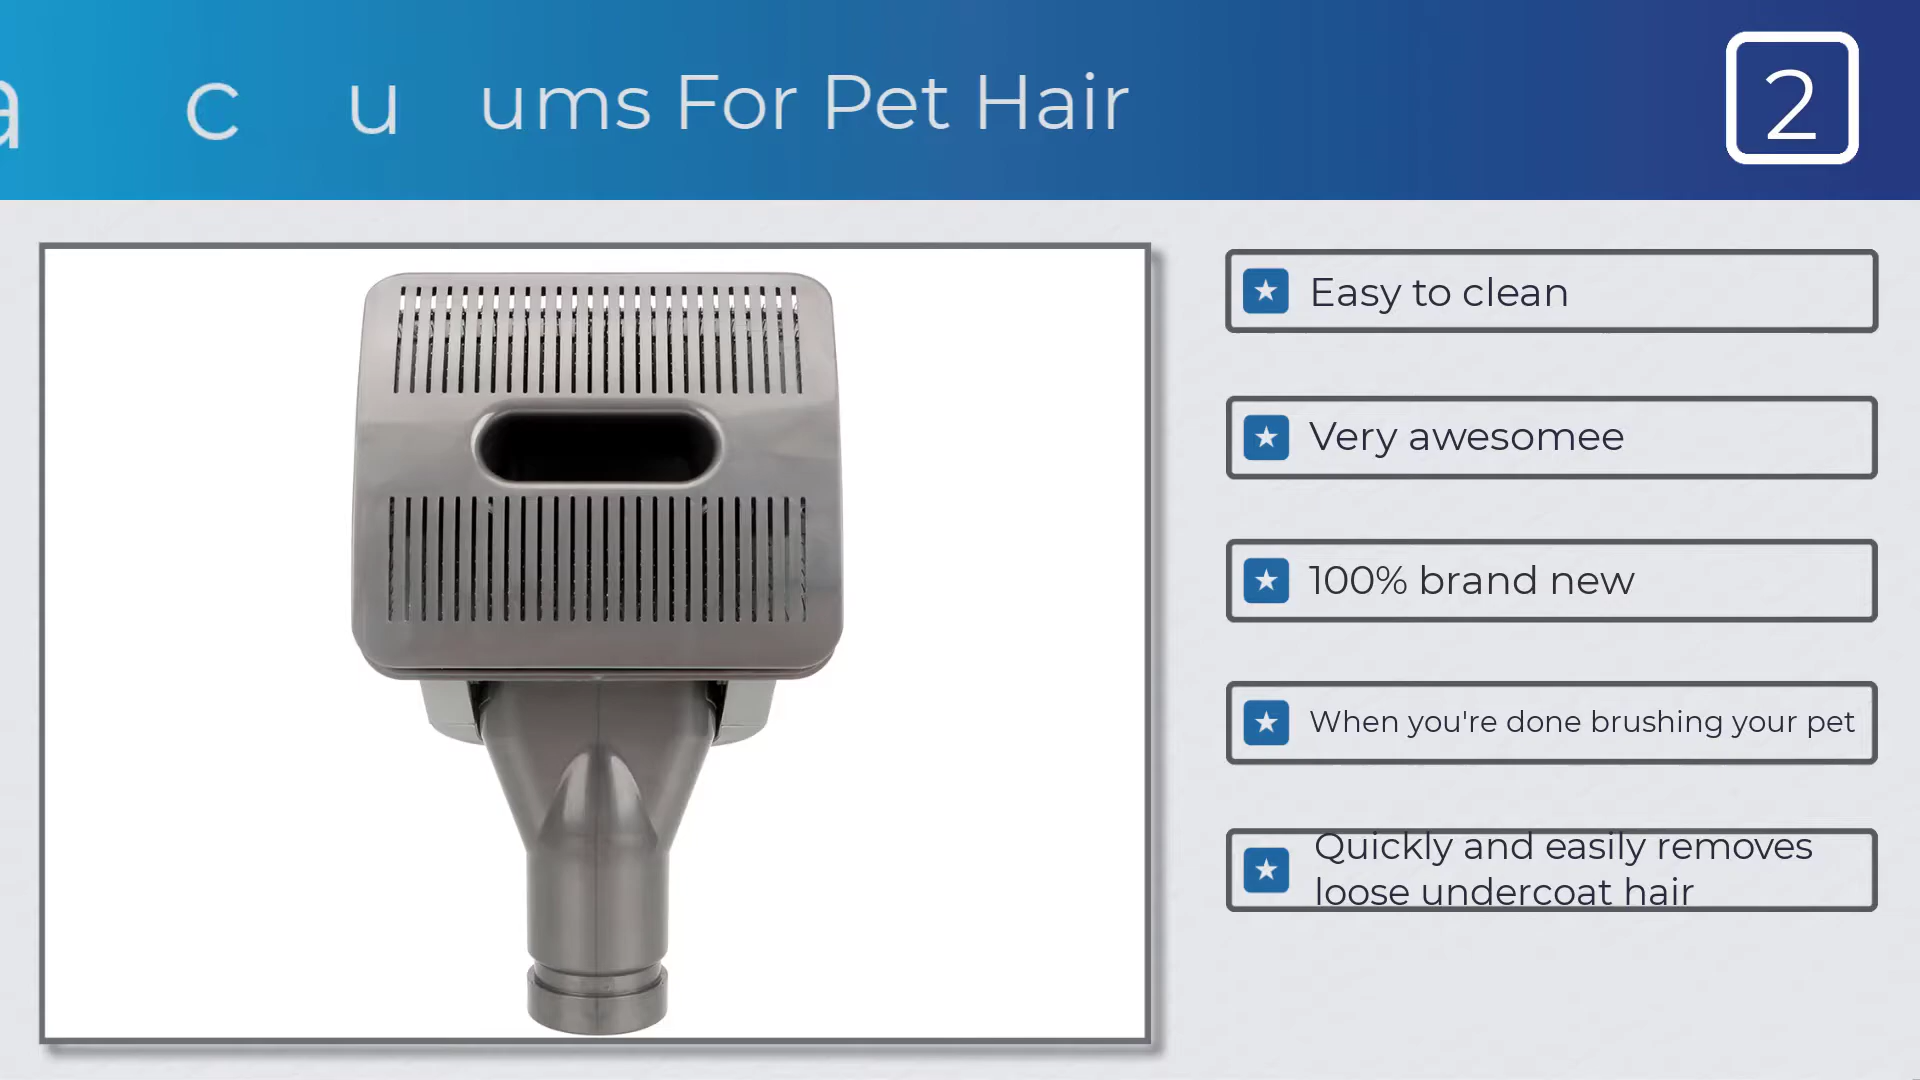 a c u ums For Pet Hair
2
Easy to clean
Very awesomee
100% brand new
When you're done brushing your pet
Quickly and easily removes
loose undercoat hair